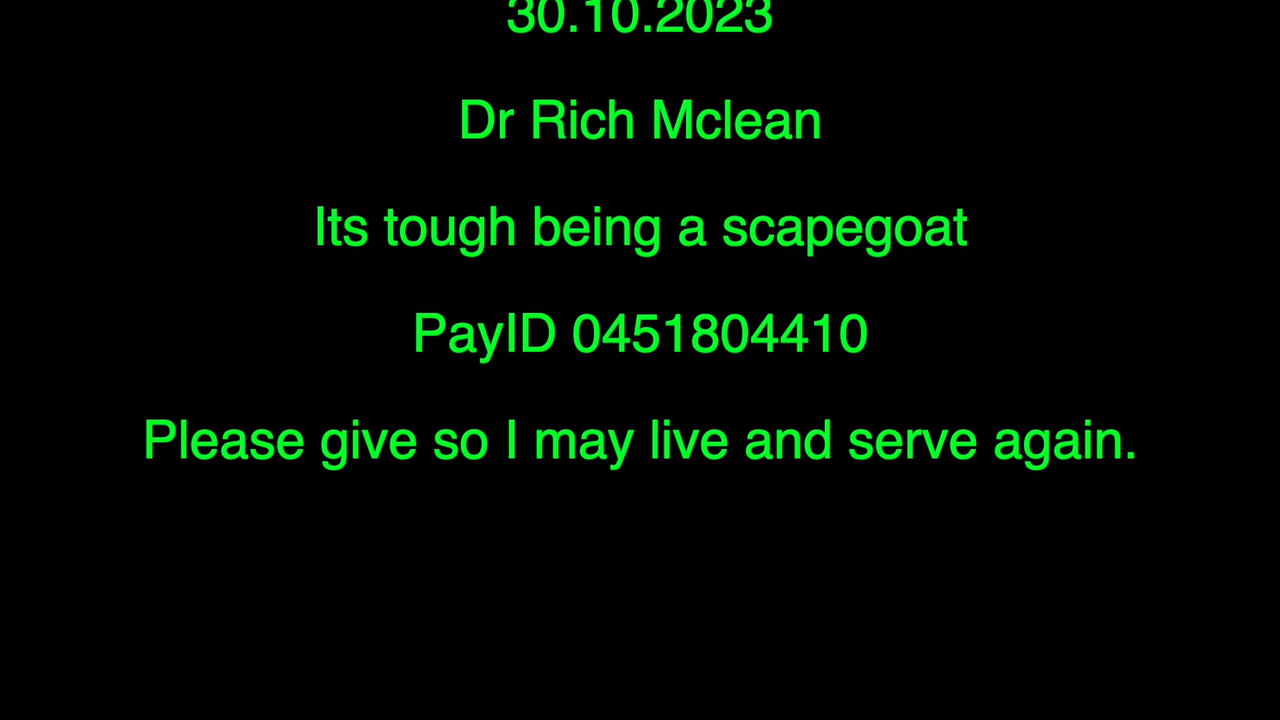 30.10.2023
Dr Rich Mclean
Its tough being a scapegoat
PayID 0451804410
Please give so I may live and serve again.